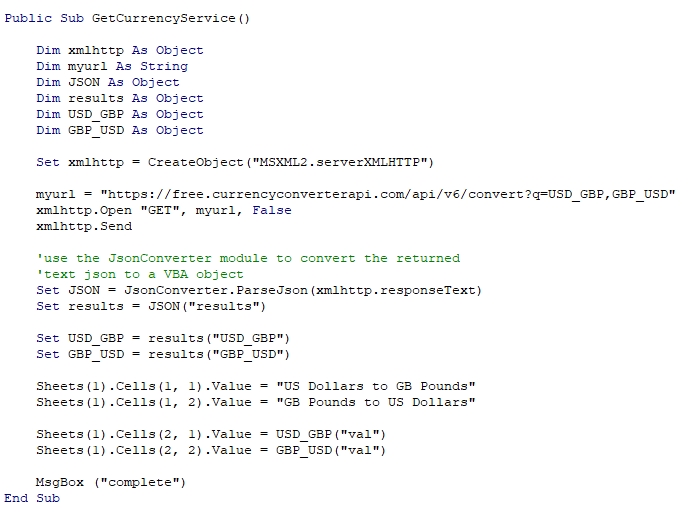 Public Sub GetCurrencyService()
Dim xmlhttp As Object
Dim myurl As String
Dim JSON As Object
Dim results As Object
Dim USD_GBP As Object
Dim GBP_USD As Object
Set xmlhttp = CreateObject("MSXML2.serverXMLHTTP")
myurl = "https://free.currencyconverterapi.com/api/v6/convert?q=USD_GBP,GBP_USD"
xmlhttp.Open "GET", myurl, False
xmlhttp.Send
'use the JsonConverter module to convert the returned
'text json to a VBA object
Set JSON = JsonConverter.ParseJson(xmlhttp.responseText)
Set results = JSON("results")
Set USD_GBP = results("USD_GBP")
Set GBP_USD = results("GBP_USD")
Sheets(1).Cells(1, 1).Value = "US Dollars to GB Pounds"
Sheets(1).Cells(1, 2).Value = "GB Pounds to US Dollars"
Sheets(1).Cells(2, 1).Value = USD_GBP("val")
Sheets(1).Cells(2, 2).Value = GBP_USD("val")
MsgBox ("complete")
End Sub